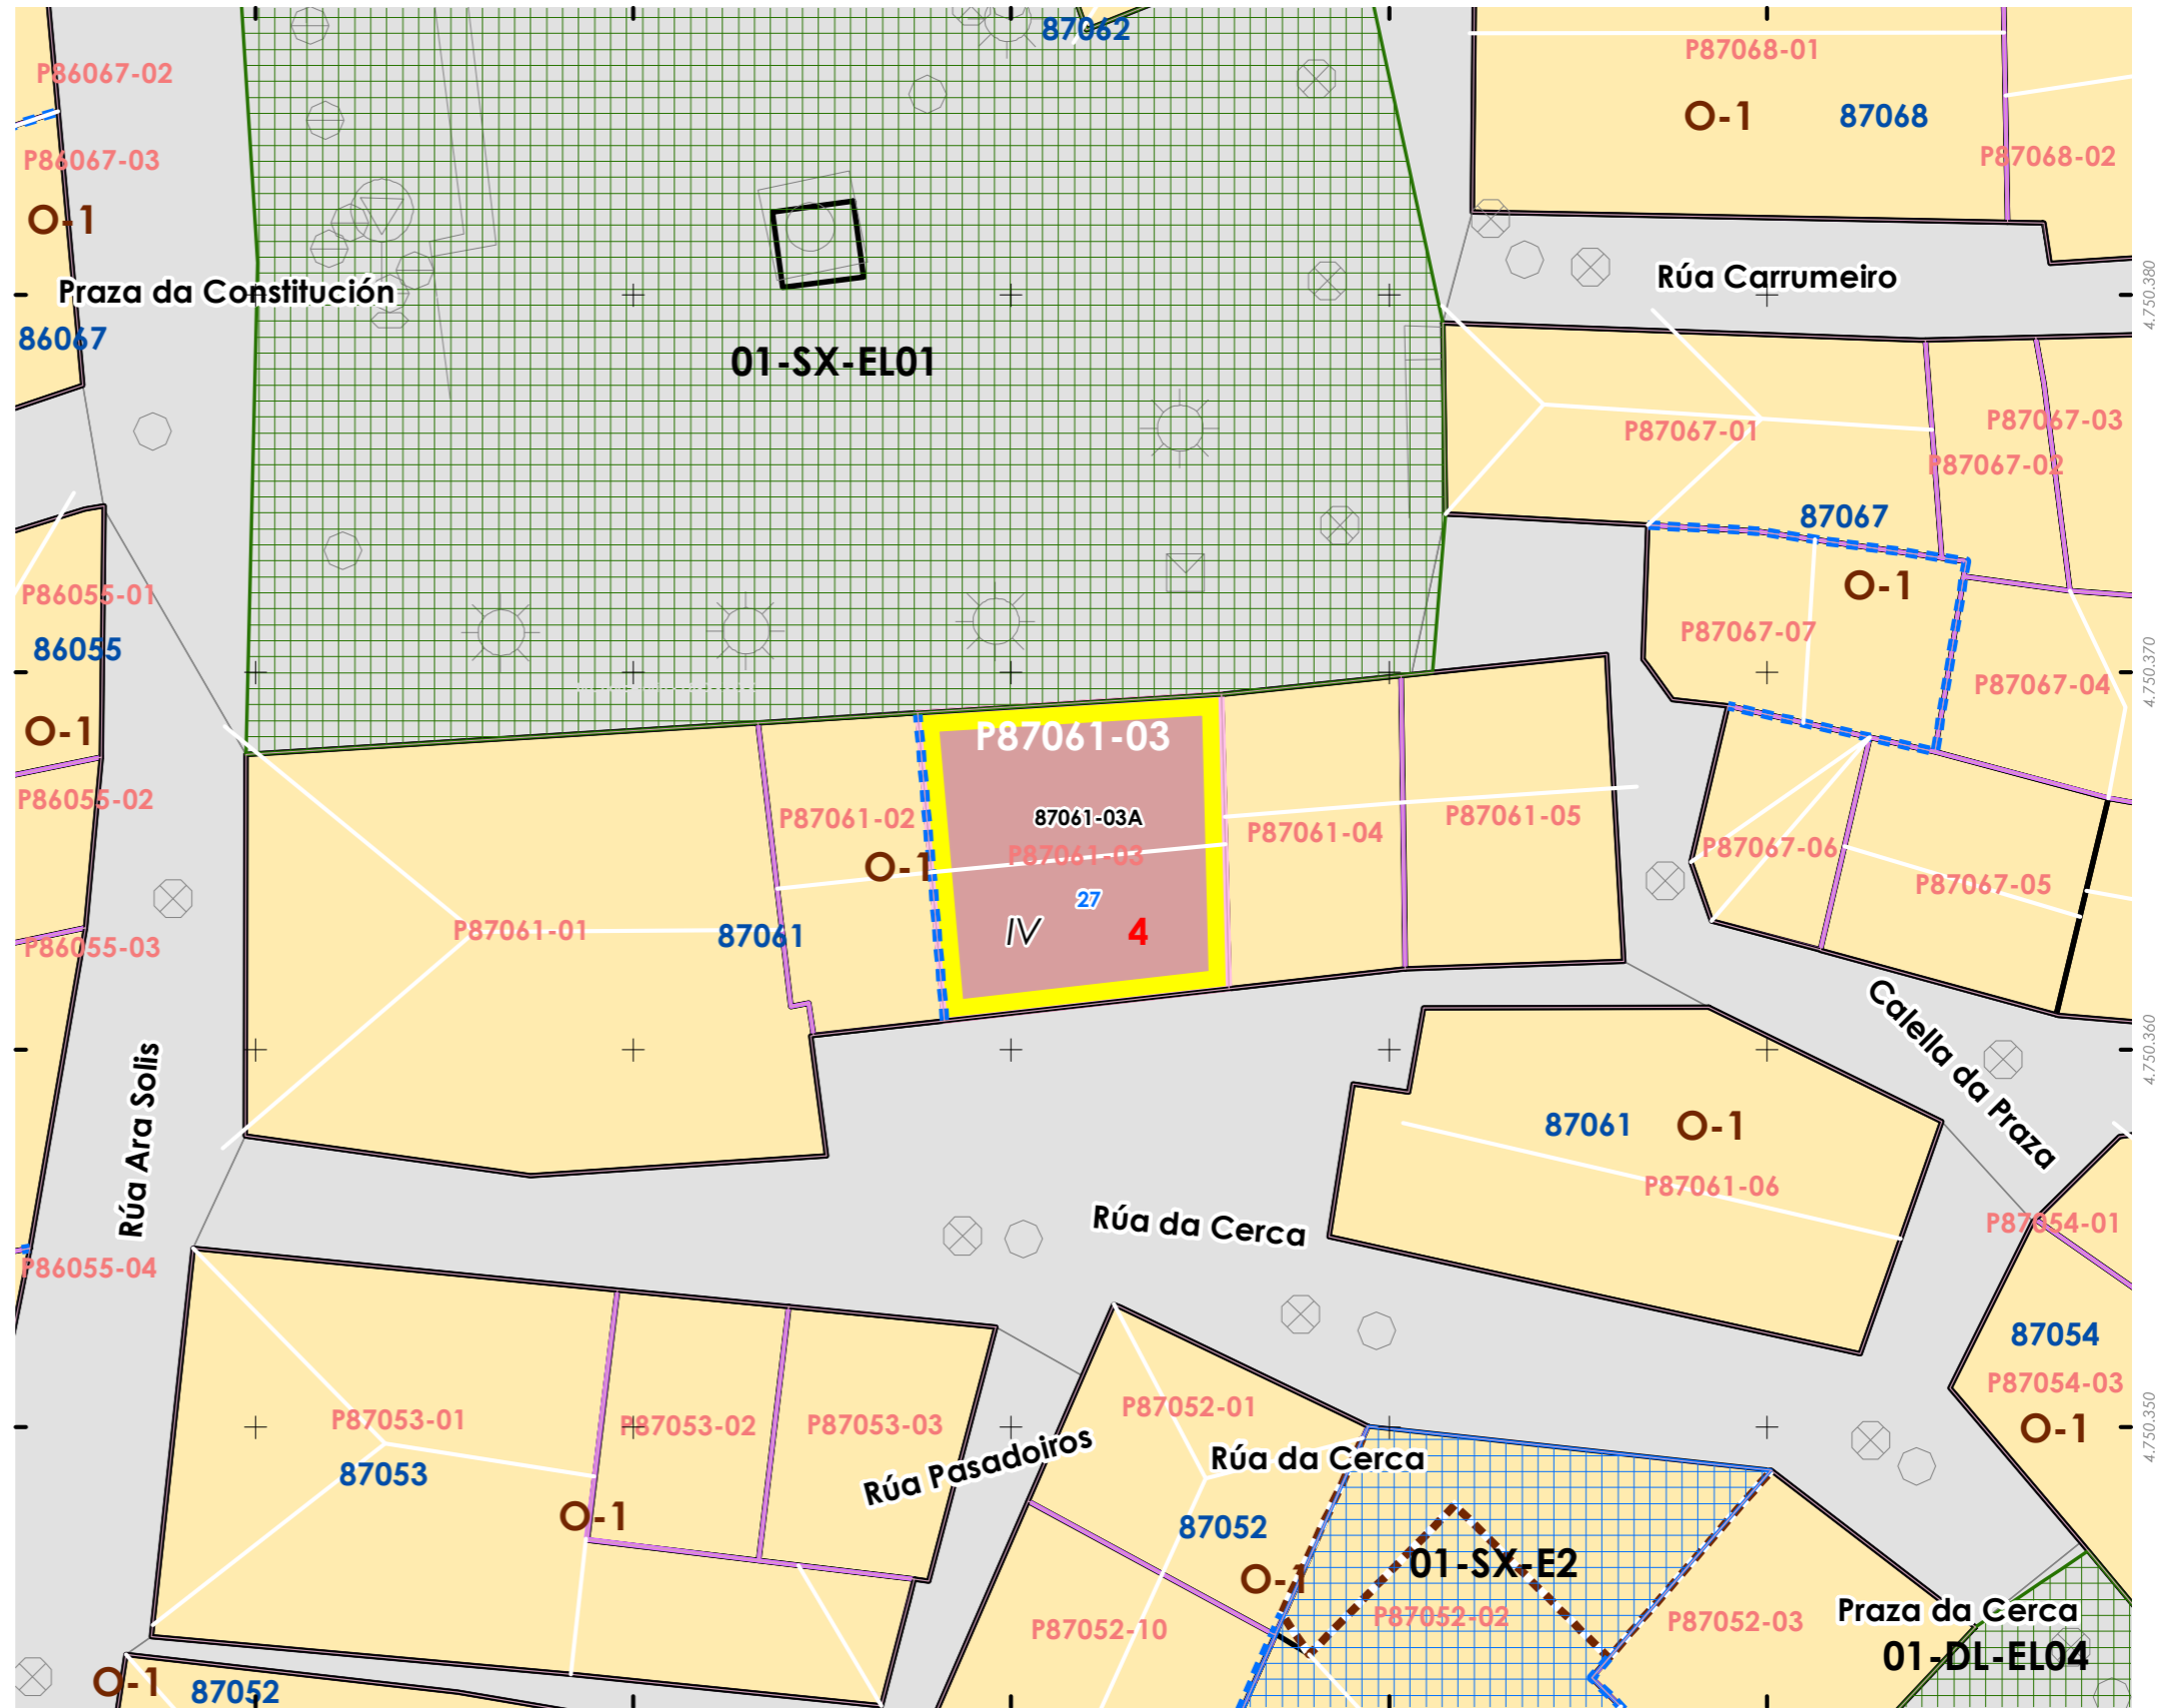 87062
P86067-02
P87068-01
O-1
87068
P86067-03
P87068-02
O-1
Praza da Constitución
Rúa Carrumeiro
4.750.380
86067
01-SX-EL01
P87067-03
P87067-01
P87067-02
87067
O-1
P86055-01
P87067-07
86055
P87067-04
4.750.370
O-1
P87061-03
P86055-02
87061-03A
P87061-02
P87061-04
P87061-05
P87067-06
P87061-03
O-1
P87067-05
27
P87061-01
87061
IV
4
P86055-03
Calella da Praza
4.750.360
Rúa Ara Solis
87061
O-1
P87061-06
Rúa da Cerca
P87054-01
P86055-04
87054
P87054-03
P87052-01
P87053-01
P87053-02
P87053-03
O-1
4.750.350
Rúa Pasadoiros
Rúa da Cerca
87053
O-1
87052
01-SX-E2
O-1
P87052-02
P87052-10
P87052-03
Praza da Cerca
01-DL-EL04
O-1
87052